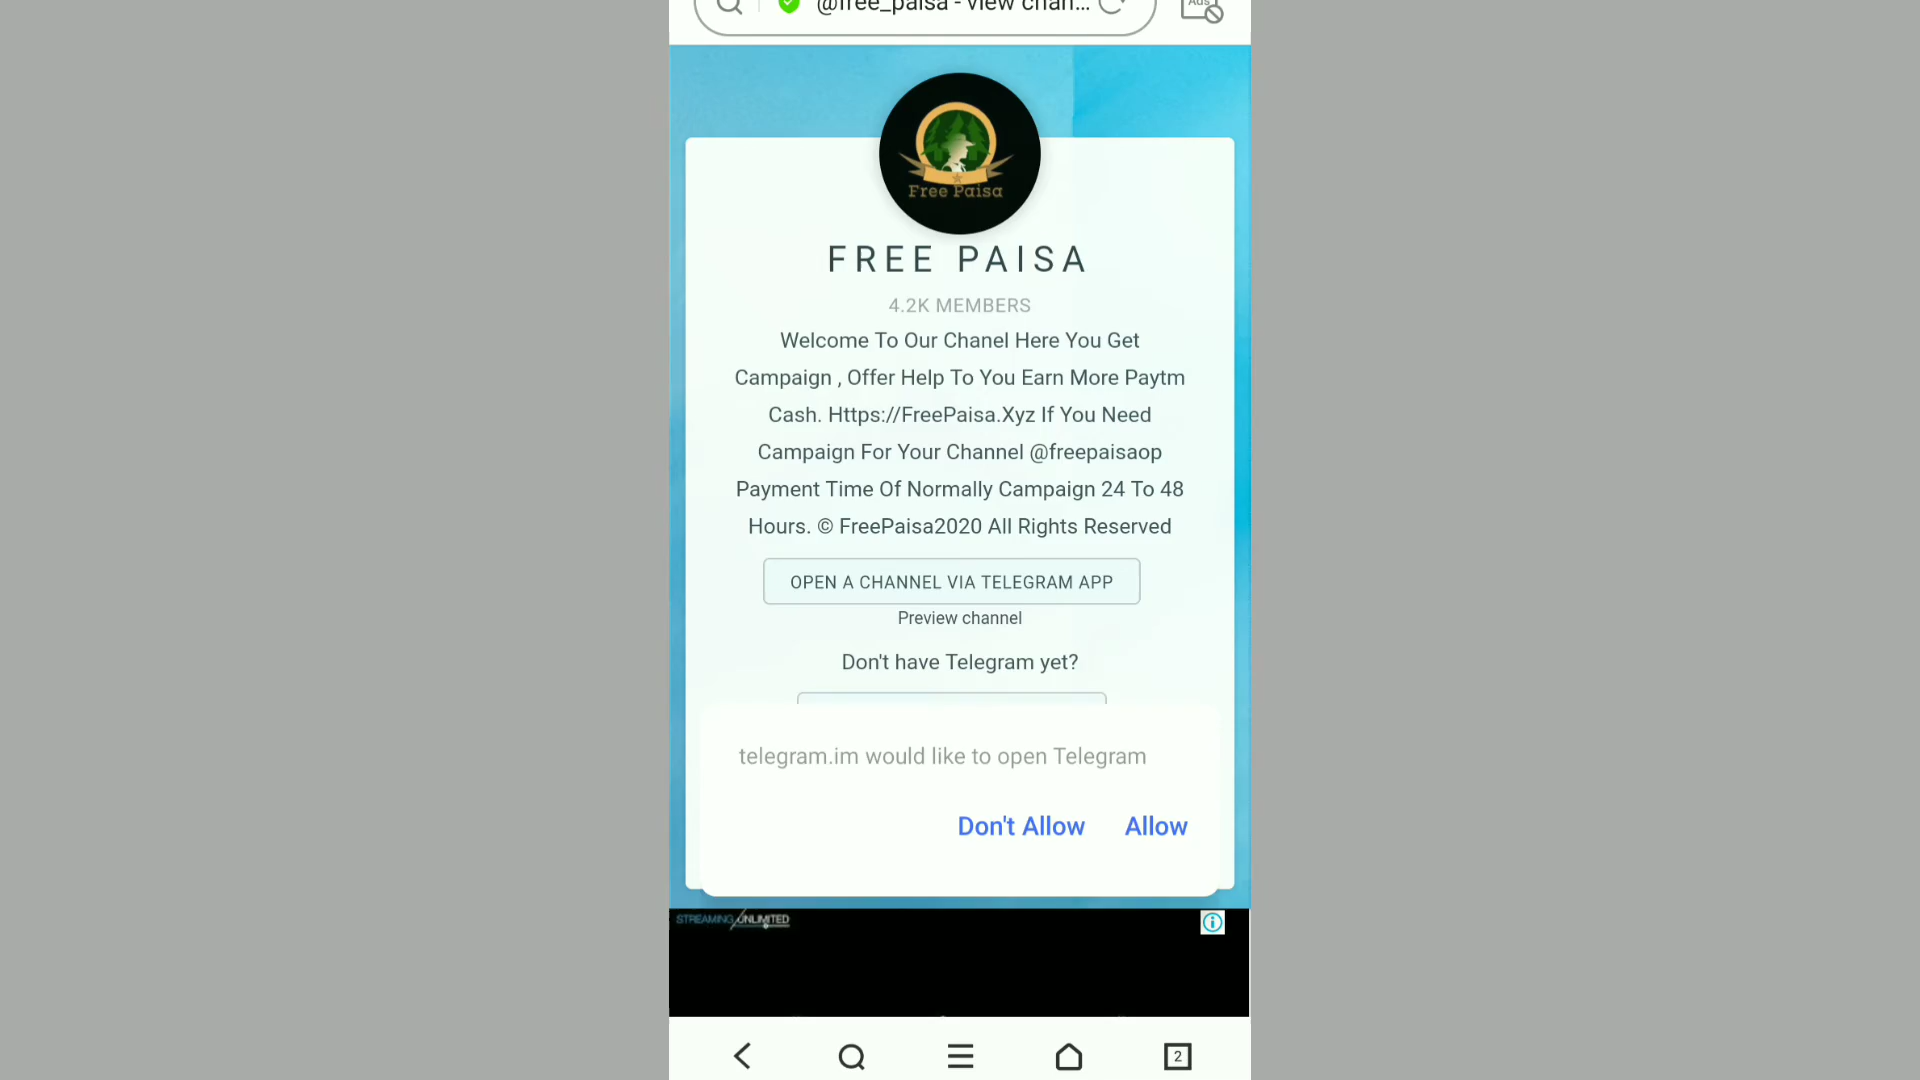 @free_paisa - view chan...
Ads
Free Paisa
FREE PAISA
4.2K MEMBERS
Welcome To Our Chanel Here You Get
Campaign , Offer Help To You Earn More Paytm
Cash. Https://FreePaisa.Xyz If You Need
Campaign For Your Channel @freepaisaop
Payment Time Of Normally Campaign 24 To 48
Hours. © FreePaisa2020 All Rights Reserved
OPEN A CHANNEL VIA TELEGRAM APP
Preview channel
Don't have Telegram yet?
telegram.im would like to open Telegram
Don't Allow Allow
STREAMING UNLIMITED
2